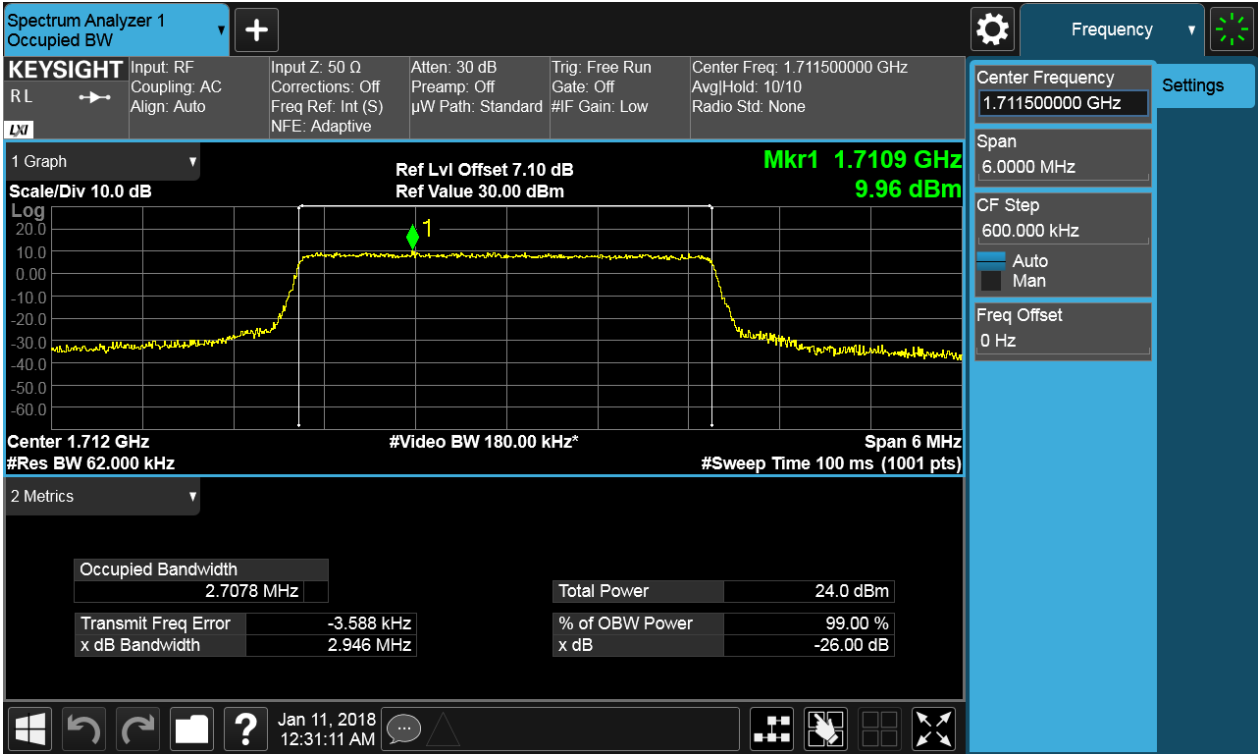 Spectrum Analyzer 1
Occupied BW
▼
+
Frequency
▼
KEYSIGHT
RL
LXI
Input: RF
Coupling: AC
Align: Auto
Input Z: 50 Ω
Corrections: Off
Freq Ref: Int (S)
NFE: Adaptive
Atten: 30 dB
Preamp: Off
µW Path: Standard
Trig: Free Run
Gate: Off
#IF Gain: Low
Center Freq: 1.711500000 GHz
Avg|Hold: 10/10
Radio Std: None
Center Frequency
1.711500000 GHz
Settings
Span
6.0000 MHz
CF Step
600.000 kHz
Auto
Man
Freq Offset
0 Hz
1 Graph ▼
Scale/Div 10.0 dB
Ref Lvl Offset 7.10 dB
Ref Value 30.00 dBm
Mkr1 1.7109 GHz
9.96 dBm
Log
20.0
10.0
0.00
-10.0
-20.0
-30.0
-40.0
-50.0
-60.0
1
Center 1.712 GHz
#Video BW 180.00 kHz*
Span 6 MHz
#Res BW 62.000 kHz
#Sweep Time 100 ms (1001 pts)
2 Metrics ▼
Occupied Bandwidth
2.7078 MHz
Total Power 24.0 dBm
Transmit Freq Error -3.588 kHz
% of OBW Power 99.00 %
x dB Bandwidth 2.946 MHz
x dB -26.00 dB
?
Jan 11, 2018
12:31:11 AM